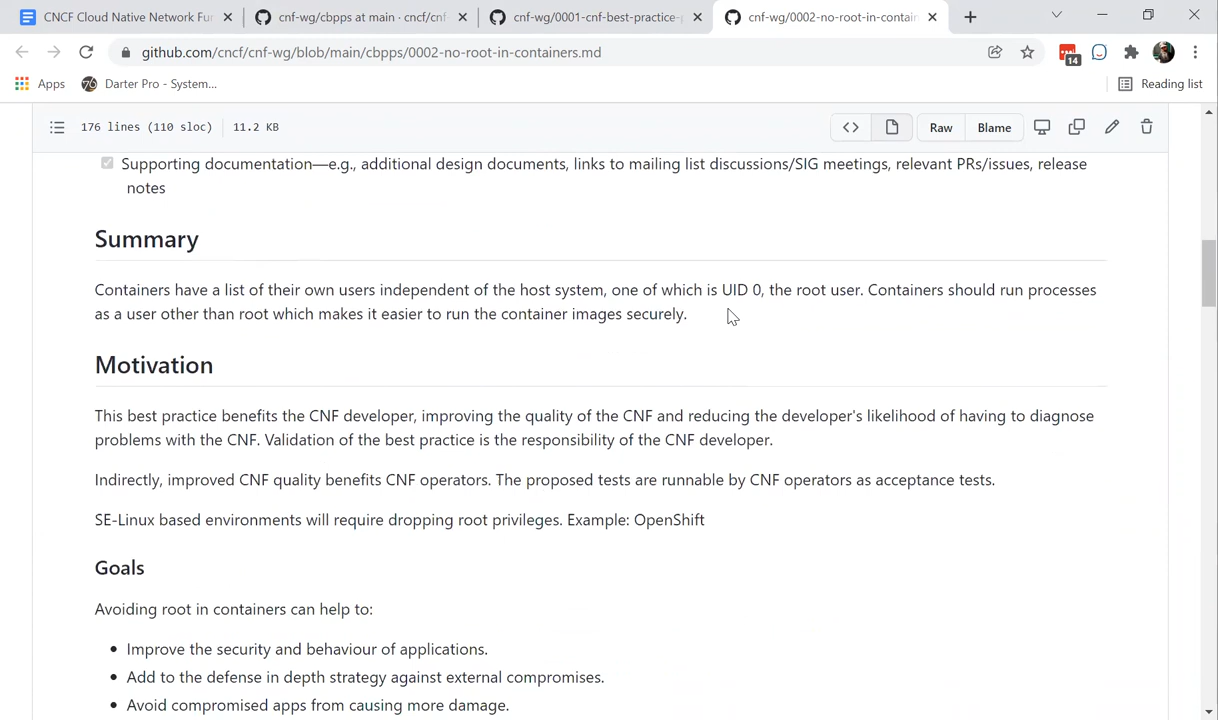 CNCF Cloud Native Network Fu
cnf-wg/cbpps at main · cncf/cnf
cnf-wg/0001-cnf-best-practice-p
cnf-wg/0002-no-root-in-contain
github.com/cncf/cnf-wg/blob/main/cbpps/0002-no-root-in-containers.md
14
Apps
76
Darter Pro - System...
Reading list
176 lines (110 sloc)
11.2 KB
Raw
Blame
Supporting documentation—e.g., additional design documents, links to mailing list discussions/SIG meetings, relevant PRs/issues, release
notes
Summary
Containers have a list of their own users independent of the host system, one of which is UID 0, the root user. Containers should run processes
as a user other than root which makes it easier to run the container images securely.
Motivation
This best practice benefits the CNF developer, improving the quality of the CNF and reducing the developer's likelihood of having to diagnose
problems with the CNF. Validation of the best practice is the responsibility of the CNF developer.
Indirectly, improved CNF quality benefits CNF operators. The proposed tests are runnable by CNF operators as acceptance tests.
SE-Linux based environments will require dropping root privileges. Example: OpenShift
Goals
Avoiding root in containers can help to:
• Improve the security and behaviour of applications.
• Add to the defense in depth strategy against external compromises.
• Avoid compromised apps from causing more damage.